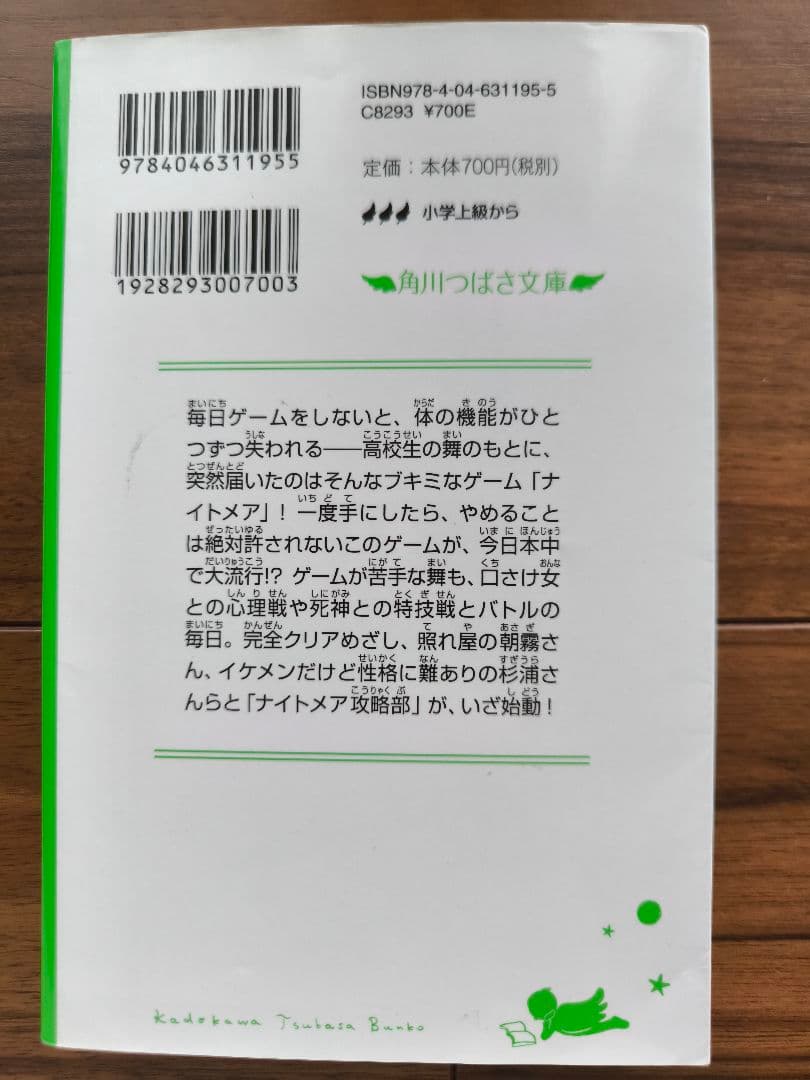 9784046311955
1928293007003
ISBN978-4-04-631195-5
C8293 ¥700E
定価：本体700円(税別)
小学上級から
角川つばさ文庫
毎日ゲームをしないと、体の機能がひと
つずつ失われる――高校生の舞のもとに、
突然届いたのはそんなブキミなゲーム「ナ
イトメア」！ 一度手にしたら、やめること
は絶対許されないこのゲームが、今日本中
で大流行!? ゲームが苦手な舞も、口さけ女
との心理戦や死神との特技戦とバトルの
毎日。完全クリアめざし、照れ屋の朝霧さ
ん、イケメンだけど性格に難ありの杉浦さ
んらと「ナイトメア攻略部」が、いざ始動！
Kadokawa Tsubasa Bunko